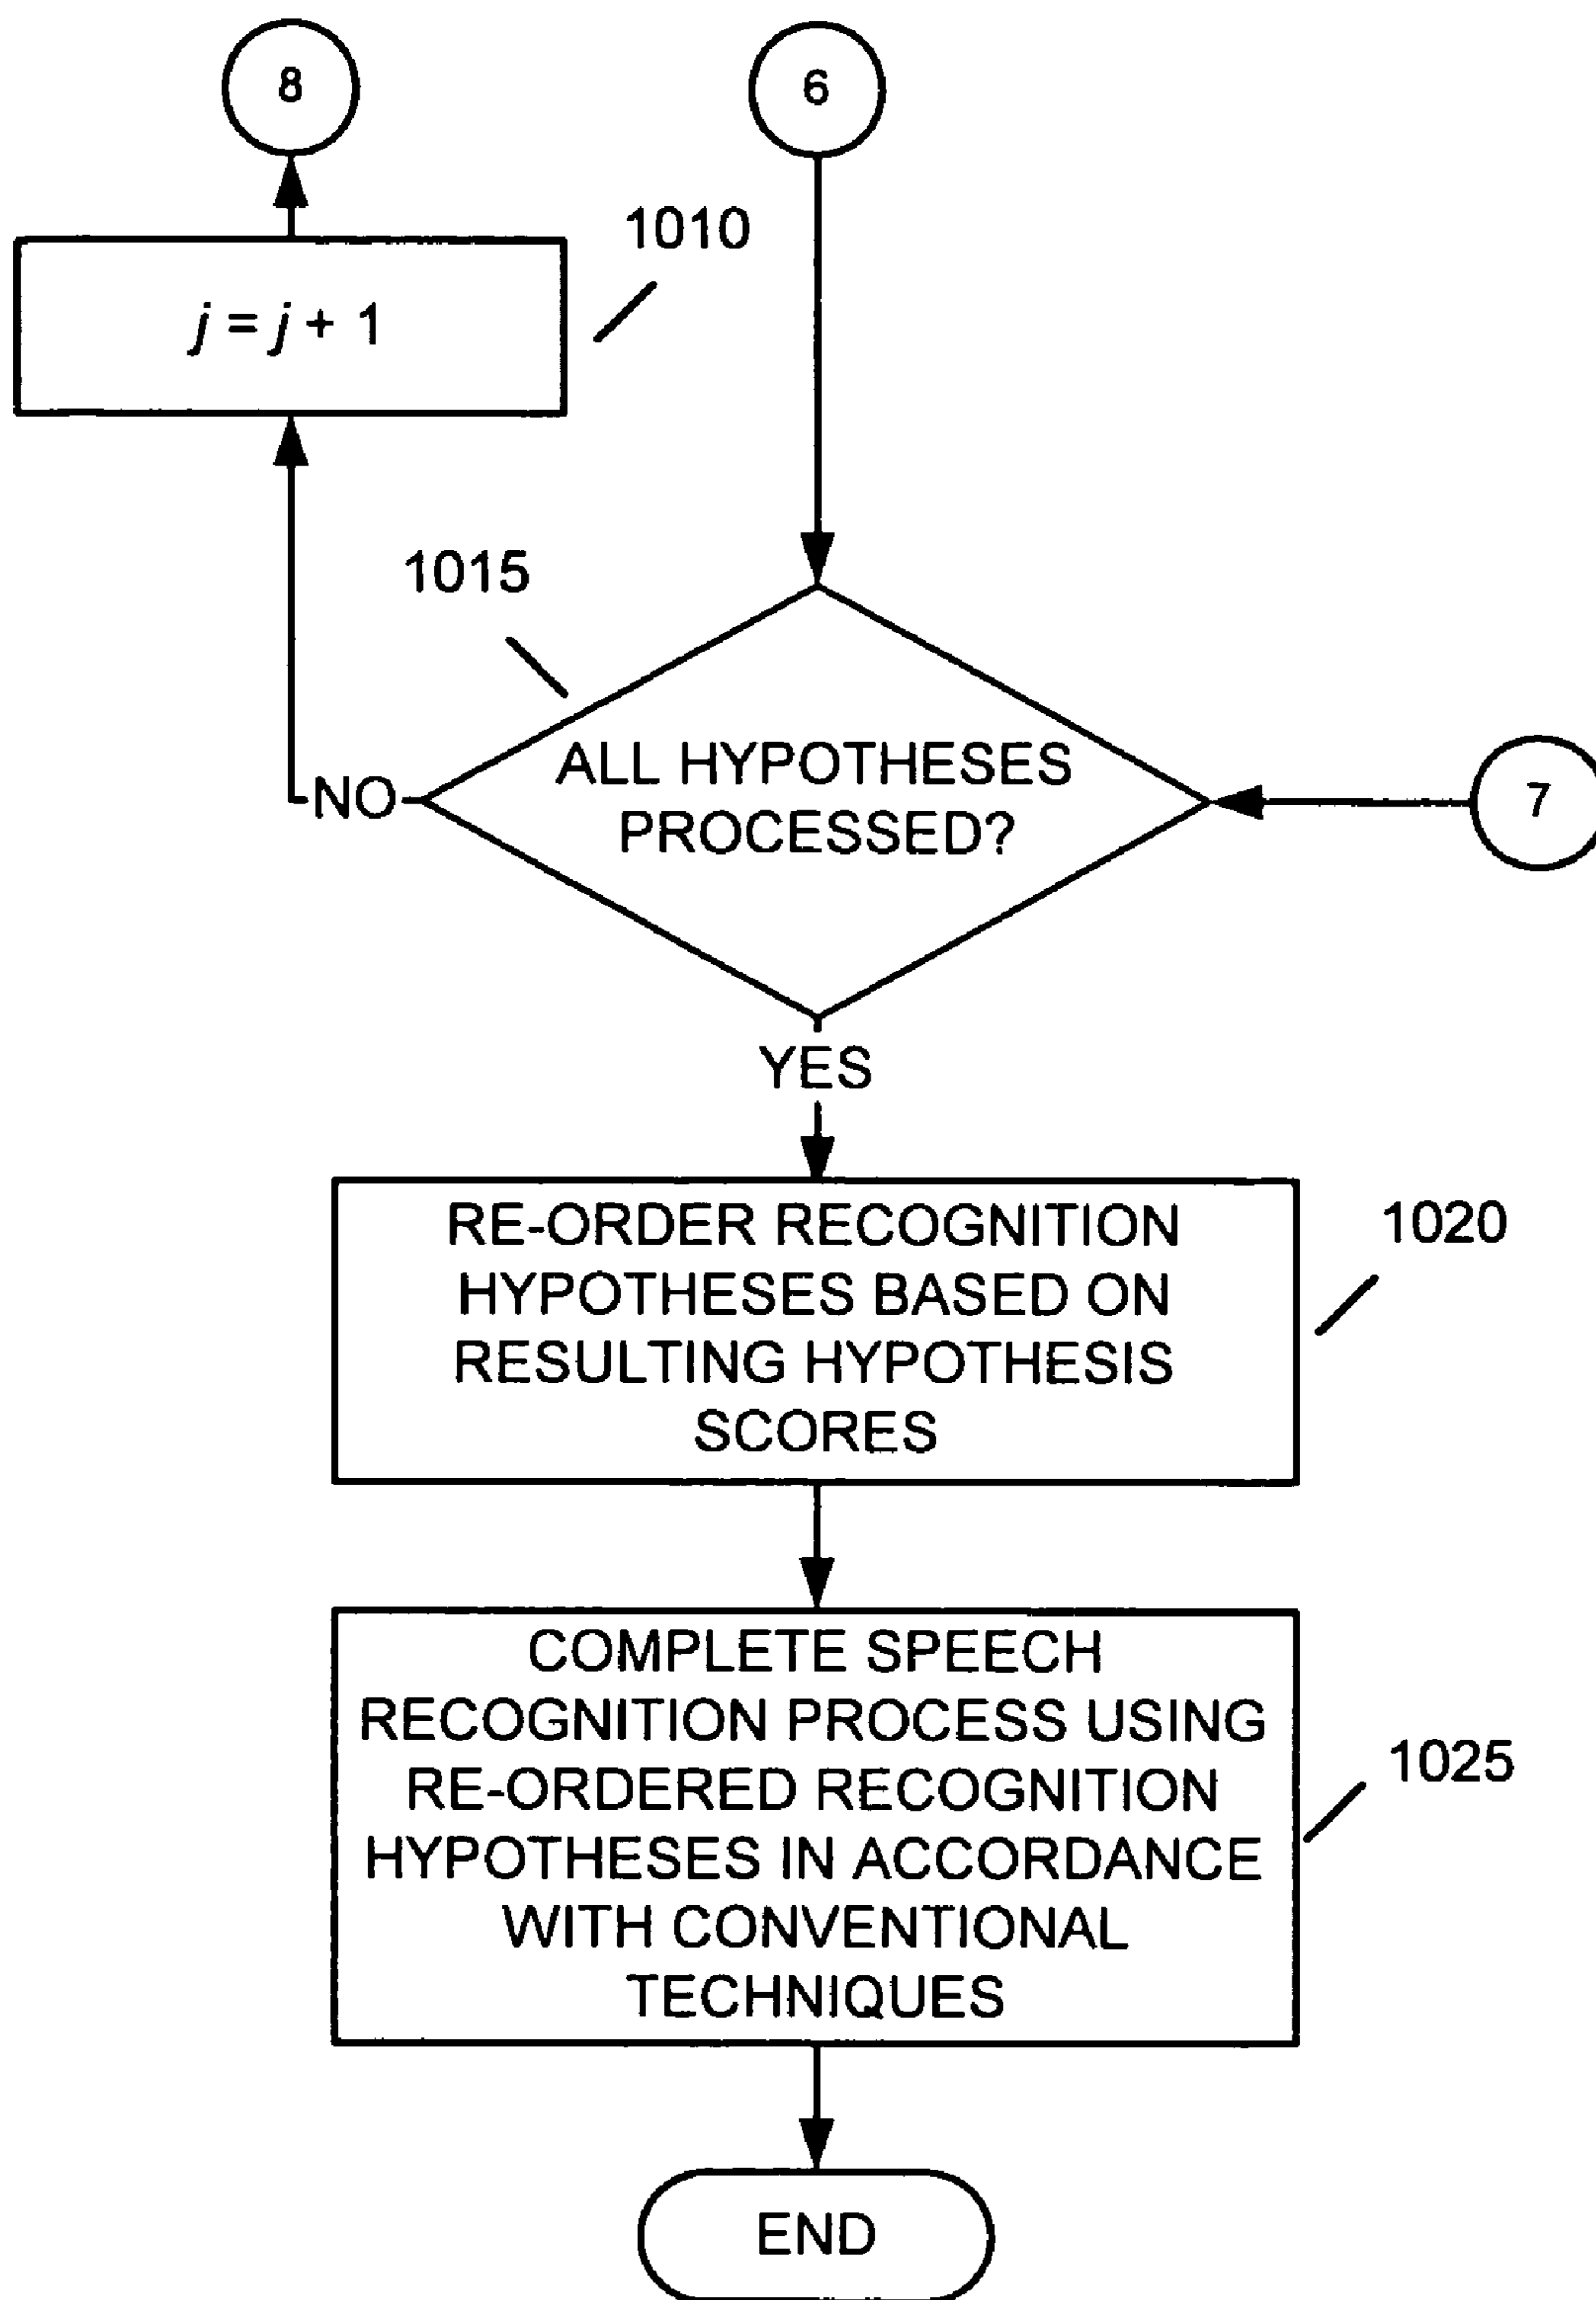 8
6
1010
j = j + 1
1015
ALL HYPOTHESES
PROCESSED?
NO
7
YES
RE-ORDER RECOGNITION
HYPOTHESES BASED ON
RESULTING HYPOTHESIS
SCORES
1020
COMPLETE SPEECH
RECOGNITION PROCESS USING
RE-ORDERED RECOGNITION
HYPOTHESES IN ACCORDANCE
WITH CONVENTIONAL
TECHNIQUES
1025
END